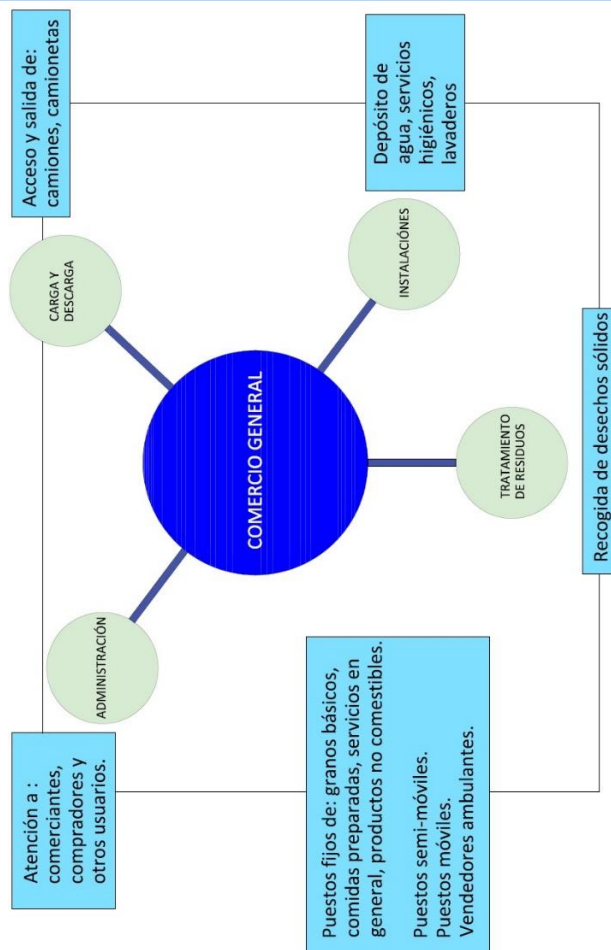 Atención a :
comerciantes,
compradores y
otros usuarios.
Acceso y salida de:
camiones, camionetas
ADMINISTRACIÓN
CARGA Y
DESCARGA
COMERCIO GENERAL
INSTALACIÓNES
TRATAMIENTO
DE RESIDUOS
Puestos fijos de: granos básicos,
comidas preparadas, servicios en
general, productos no comestibles.
Puestos semi-móviles.
Puestos móviles.
Vendedores ambulantes.
Depósito de
agua, servicios
higiénicos,
lavaderos
Recogida de desechos sólidos